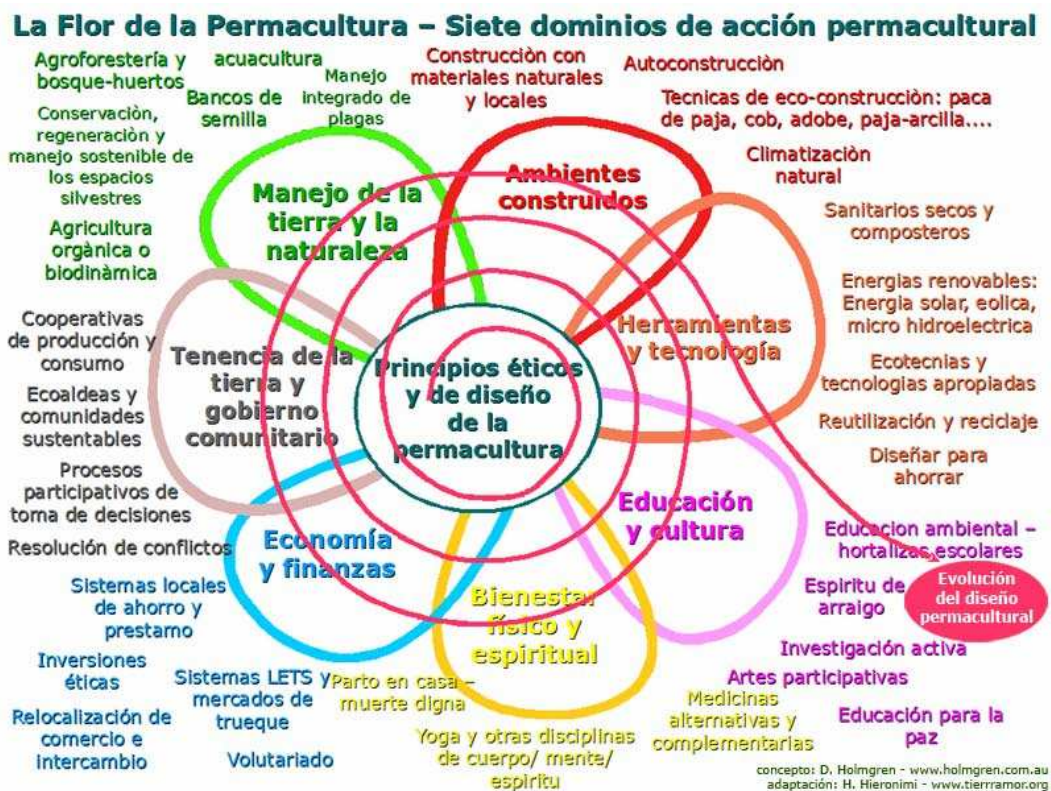 La Flor de la Permacultura – Siete dominios de acción permacultural
Agroforestería y
bosque-huertos
acuacultura
Bancos de
semilla
Manejo
integrado de
plagas
Conservaciòn,
regeneraciòn y
manejo sostenible de
los espacios
silvestres
Agricultura
orgànica o
biodinàmica
Manejo de la
tierra y la
naturaleza
Construcciòn con
materiales naturales
y locales
Autoconstrucciòn
Tecnicas de eco-construcciòn: paca
de paja, cob, adobe, paja-arcilla....
Climatizaciòn
natural
Ambientes
construidos
Sanitarios secos y
composteros
Energias renovables:
Energia solar, eolica,
micro hidroelectrica
Ecotecnias y
tecnologias apropiadas
Reutilización y reciclaje
Diseñar para
ahorrar
Herramientas
y tecnología
Principios éticos
y de diseño
de la
permacultura
Cooperativas
de producción y
consumo
Ecoaldeas y
comunidades
sustentables
Procesos
participativos de
toma de decisiones
Resolución de conflictos
Tenencia de la
tierra y
gobierno
comunitario
Educación
y cultura
Educacion ambiental –
hortalizas escolares
Espiritu de
arraigo
Evolución
del diseño
permacultural
Investigación activa
Artes participativas
Educación para la
paz
Economía
y finanzas
Sistemas locales
de ahorro y
prestamo
Inversiones
éticas
Sistemas LETS y
mercados de
trueque
Relocalización de
comercio e
intercambio
Volutariado
Bienestar
físico y
espiritual
Parto en casa –
muerte digna
Yoga y otras disciplinas
de cuerpo/ mente/
espiritu
Medicinas
alternativas y
complementarias
concepto: D. Holmgren - www.holmgren.com.au
adaptación: H. Hieronimi - www.tierrramor.org